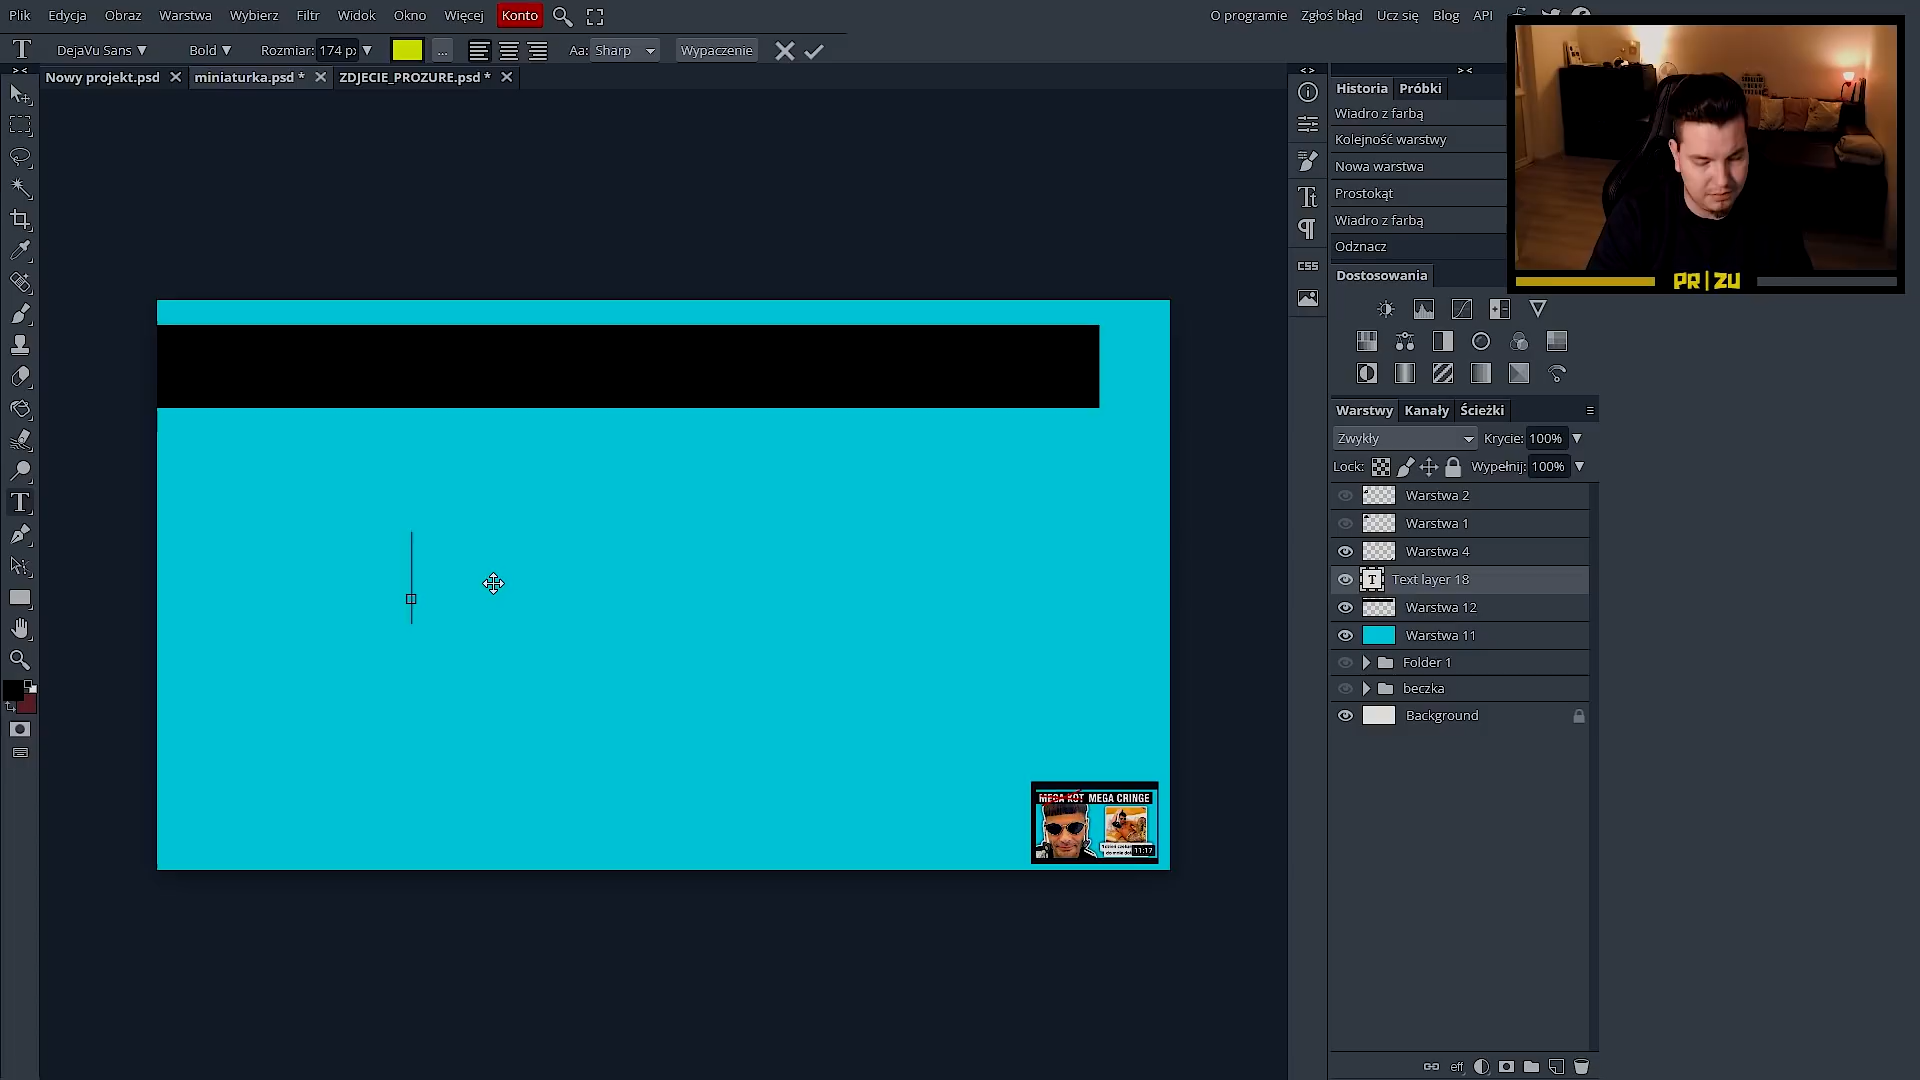 Plik Edycja Obraz Warstwa Wybierz Filtr Widok Okno Więcej Konto O programie Zgłoś błąd Ucz się Blog API
DejaVu Sans Bold Rozmiar: 174 px ... Aa: Sharp Wypaczenie
Nowy projekt.psd miniaturka.psd * ZDJECIE_PROZURE.psd *
Historia Próbki
Wiadro z farbą
Kolejność warstwy
Nowa warstwa
Prostokąt
Wiadro z farbą
Odznacz
PR|ZU
Dostosowania
Warstwy Kanały Ścieżki
Zwykły Krycie: 100%
Lock: Wypełnij: 100%
Warstwa 2
Warstwa 1
Warstwa 4
Text layer 18
Warstwa 12
Warstwa 11
Folder 1
beczka
Background
CSS
MEGA KOT MEGA CRINGE
11:17
eff